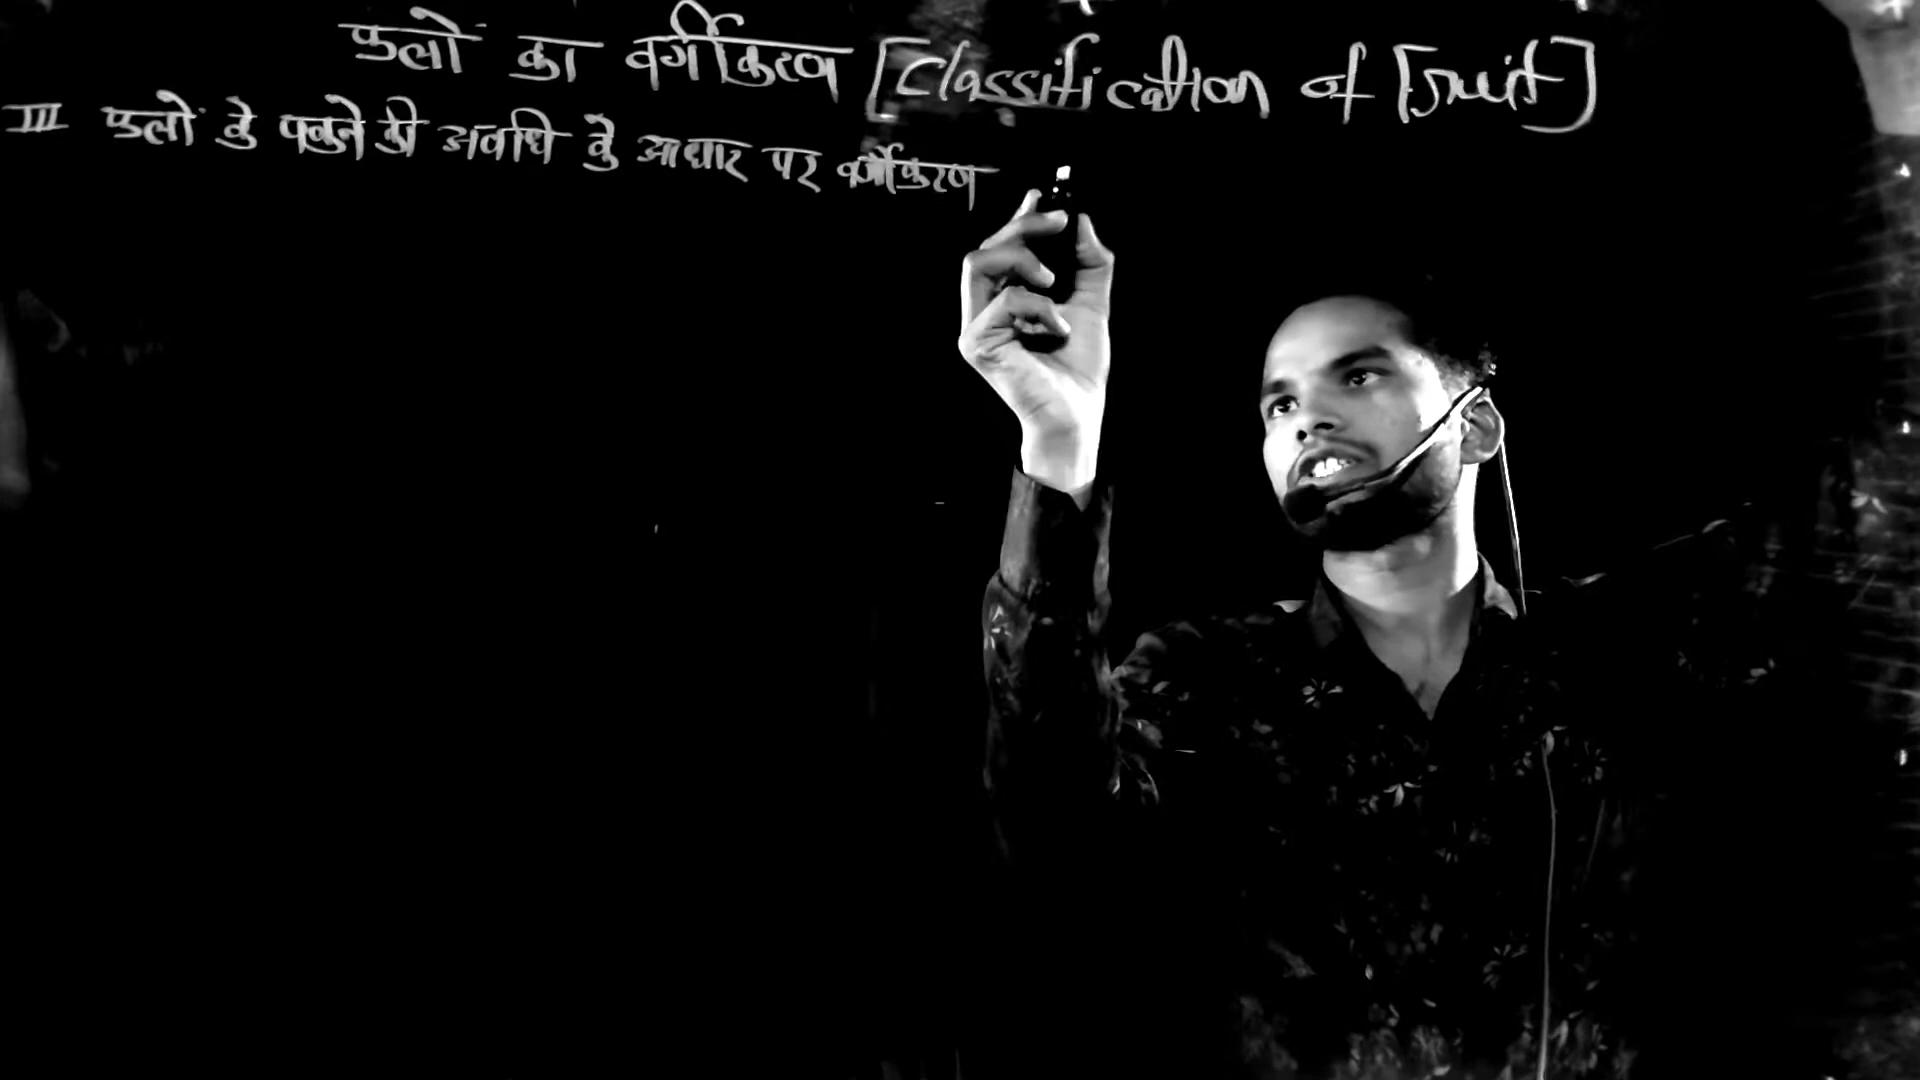 फलों का वर्गीकरण [Classification of Fruit]
III फलों के पकने की अवधि के आधार पर वर्गीकरण